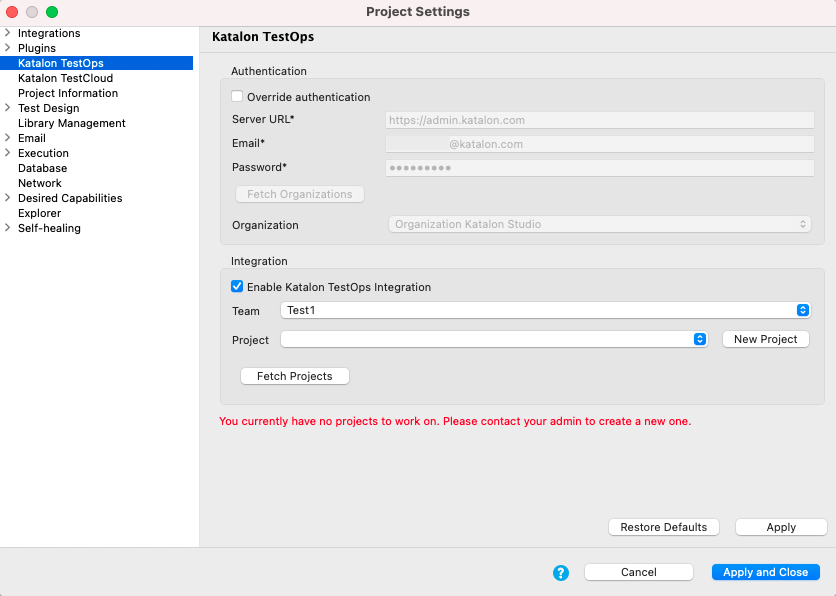 Project Settings
Integrations
Plugins
Katalon TestOps
Katalon TestCloud
Project Information
Test Design
Library Management
Email
Execution
Database
Network
Desired Capabilities
Explorer
Self-healing
Katalon TestOps
Authentication
Override authentication
Server URL* https://admin.katalon.com
Email* @katalon.com
Password* ●●●●●●●●●
Fetch Organizations
Organization Organization Katalon Studio
Integration
Enable Katalon TestOps Integration
Team Test1
Project New Project
Fetch Projects
You currently have no projects to work on. Please contact your admin to create a new one.
Restore Defaults Apply
? Cancel Apply and Close